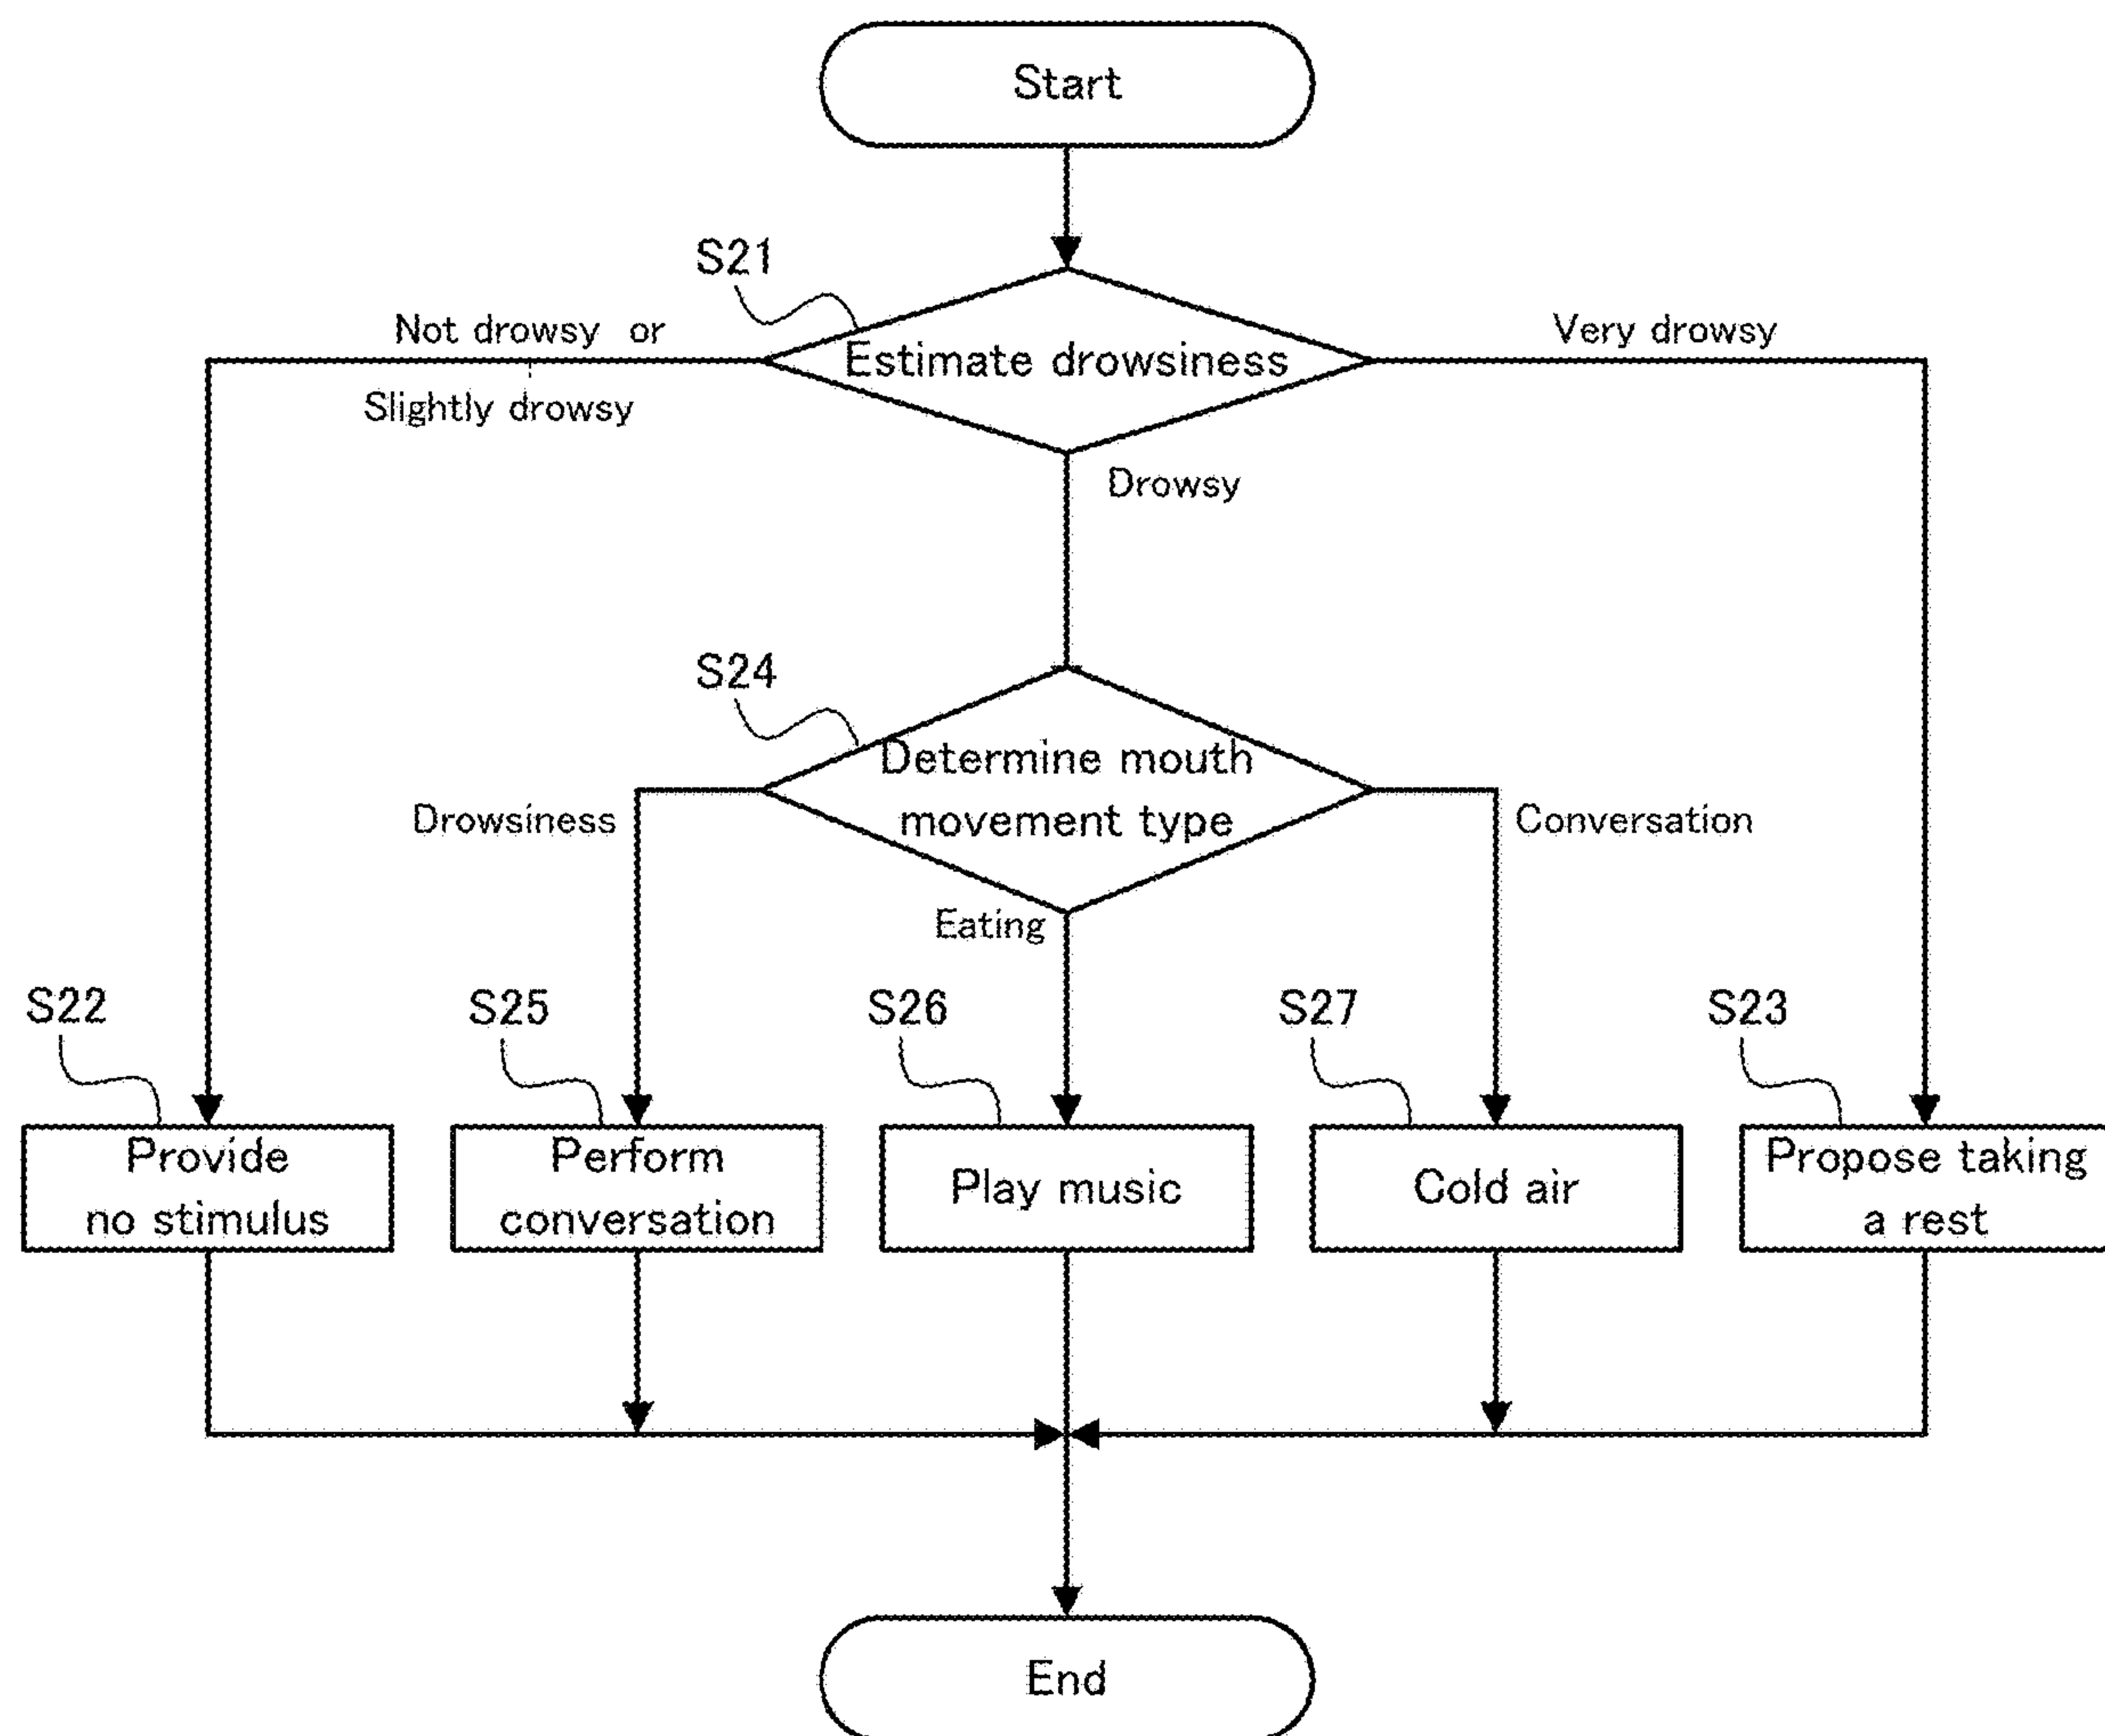 Start
S21
Not drowsy or
Slightly drowsy
Estimate drowsiness
Very drowsy
Drowsy
S24
Determine mouth
movement type
Drowsiness
Conversation
Eating
S22
S25
S26
S27
S23
Provide
no stimulus
Perform
conversation
Play music
Cold air
Propose taking
a rest
End